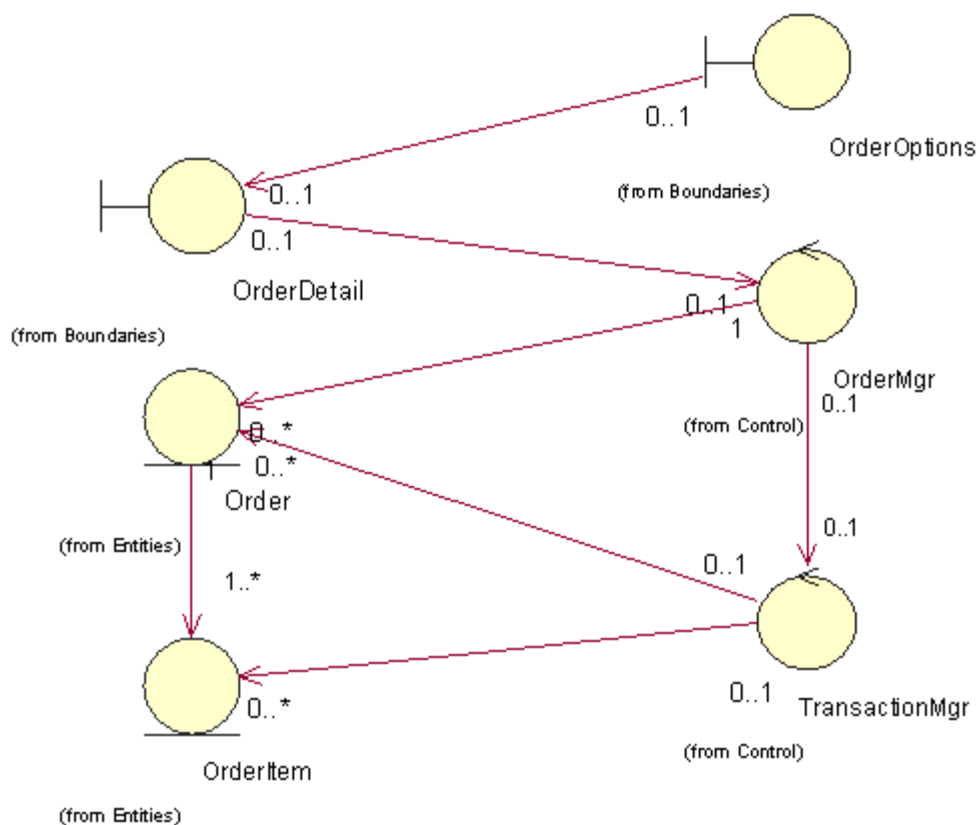 0..1
OrderOptions
(from Boundaries)
0..1
0..1
OrderDetail
(from Boundaries)
0..1
1
OrderMgr
0..1
(from Control)
0..*
0..*
1
Order
(from Entities)
0..1
0..1
1..*
0..1
TransactionMgr
(from Control)
0..*
OrderItem
(from Entities)